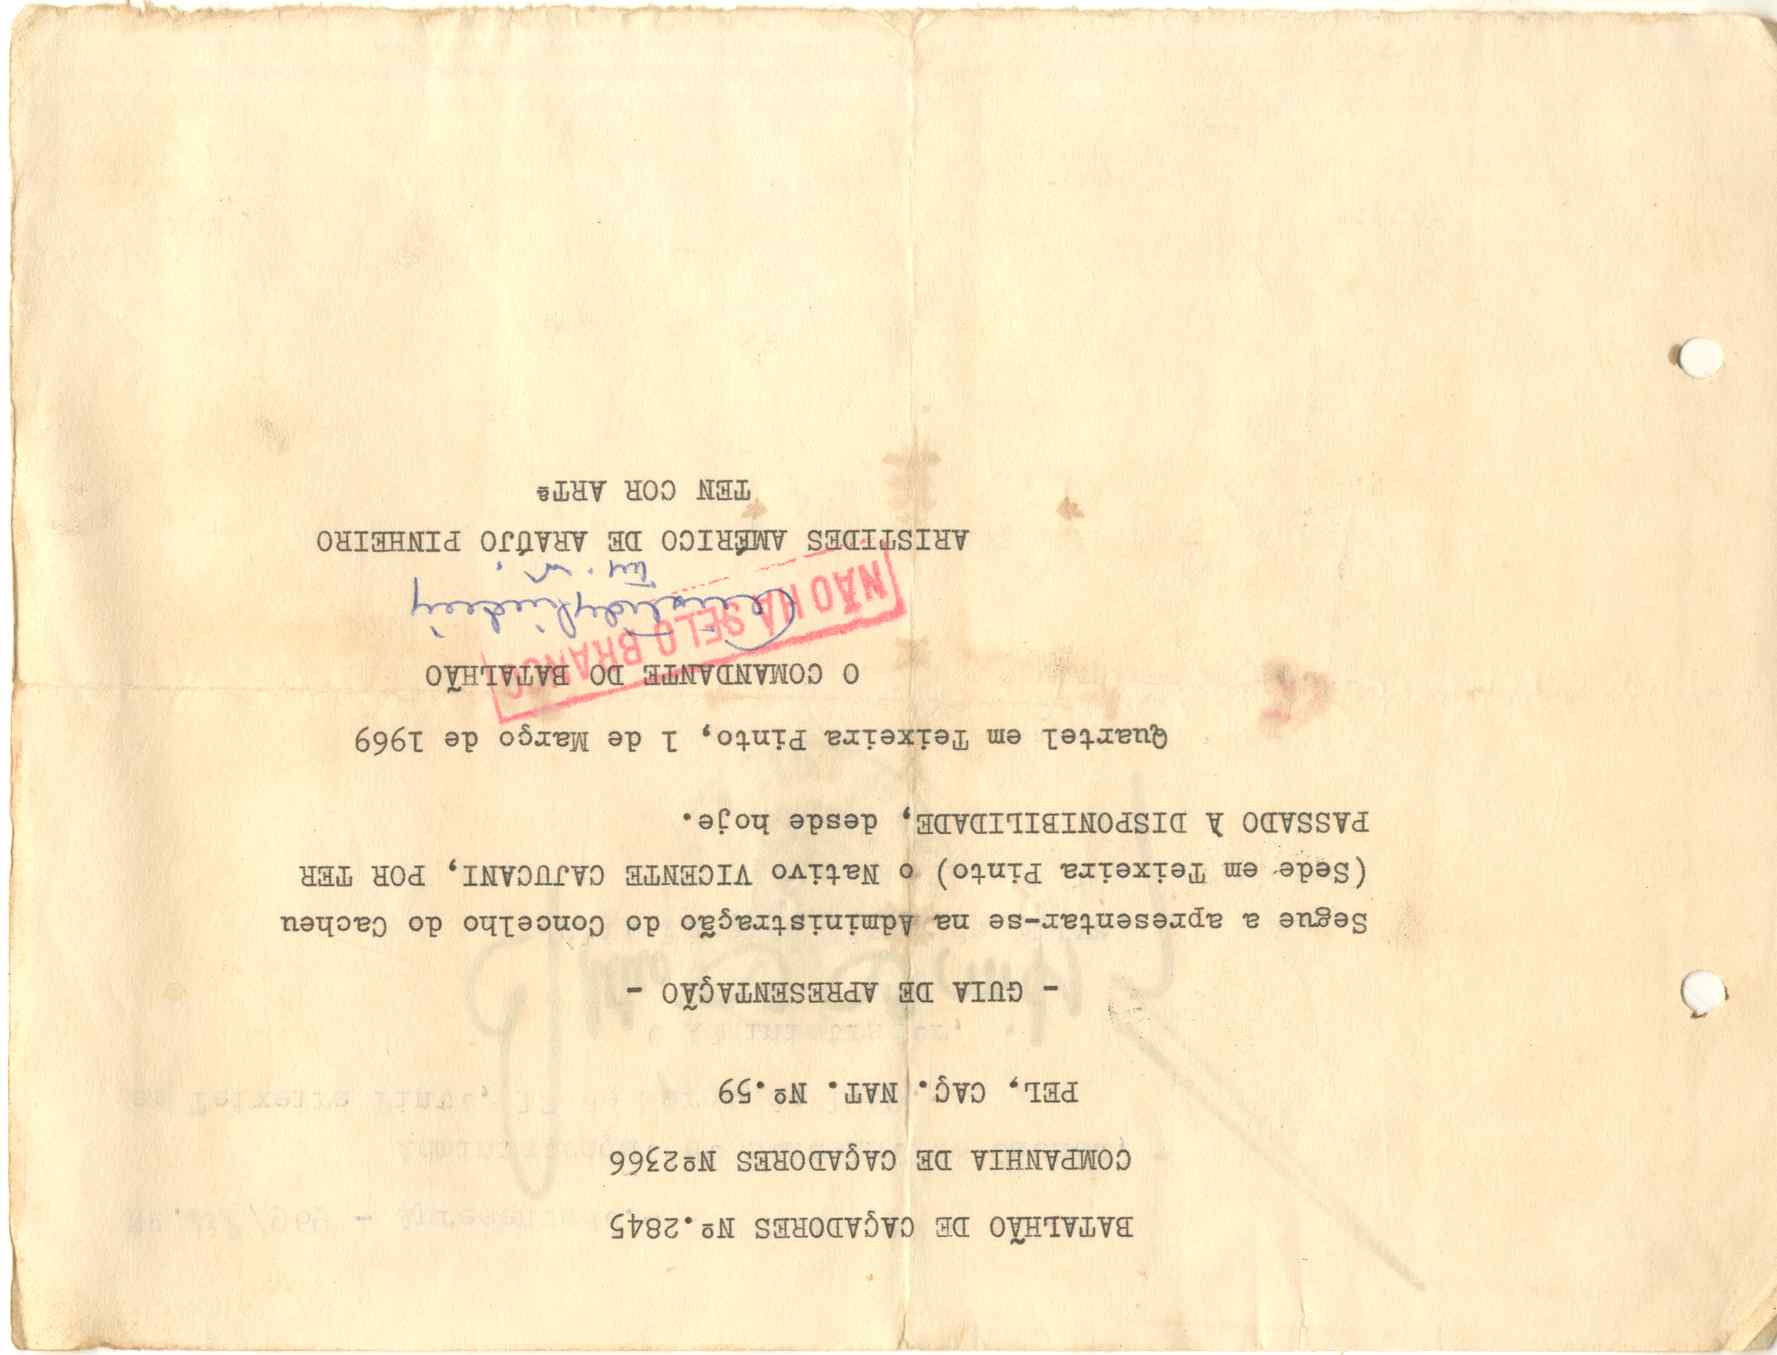 BATALHÃO DE CAÇADORES Nº.2845
COMPANHIA DE CAÇADORES Nº2366
PEL, CAÇ. NAT. Nº.59
- GUIA DE APRESENTAÇÃO -
Segue a apresentar-se na Administração do Concelho do Cacheu
(Sede em Teixeira Pinto) o Nativo VICENTE CAJUCANI, POR TER
PASSADO À DISPONIBILIDADE, desde hoje.
Quartel em Teixeira Pinto, 1 de Março de 1969
O COMANDANTE DO BATALHÃO
NÃO HÁ SELO BRANCO
ARISTIDES AMÉRICO DE ARAÚJO PINHEIRO
TEN COR ARTª